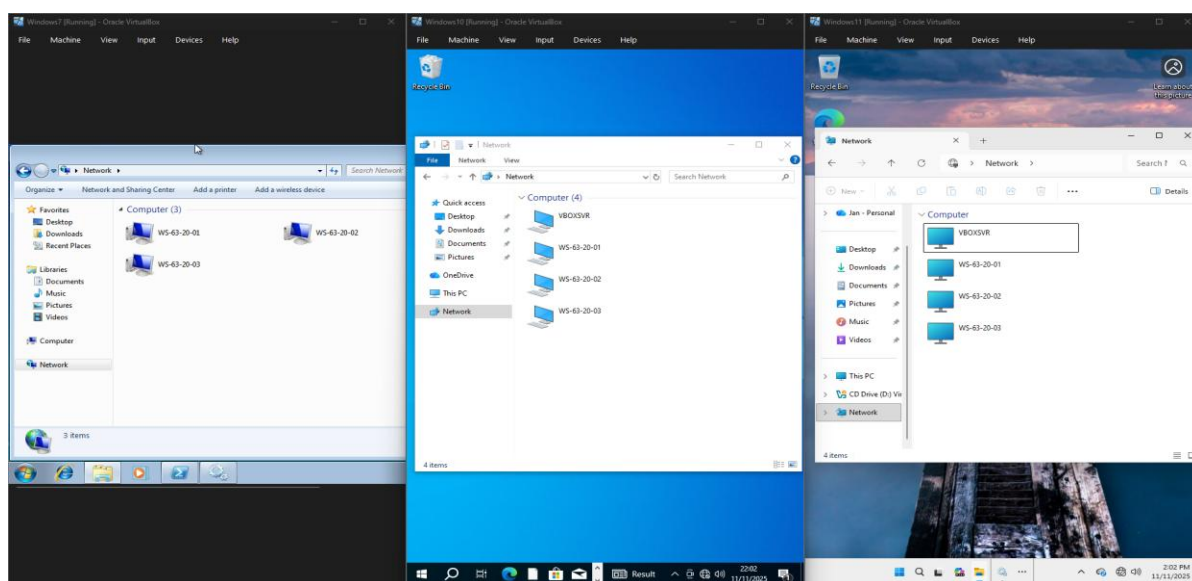 Windows7 [Running] - Oracle VirtualBox
File Machine View Input Devices Help
Network
Search Network
Organize Network and Sharing Center Add a printer Add a wireless device
Favorites
Desktop
Downloads
Recent Places
Libraries
Documents
Music
Pictures
Videos
Computer
Network
Computer (3)
WS-63-20-01 WS-63-20-02
WS-63-20-03
3 items
Windows10 [Running] - Oracle VirtualBox
File Machine View Input Devices Help
Recycle Bin
Network
File Network View
Network
Search Network
Quick access
Desktop
Downloads
Documents
Pictures
OneDrive
This PC
Network
Computer (4)
VBOXSVR
WS-63-20-01
WS-63-20-02
WS-63-20-03
4 items
Result
22:02
11/11/2025
Windows11 [Running] - Oracle VirtualBox
File Machine View Input Devices Help
Recycle Bin
Learn about
this picture
Network
Network
Search
New
Details
Jan - Personal
Desktop
Downloads
Documents
Pictures
Music
Videos
This PC
CD Drive (D:) Vir
Network
Computer
VBOXSVR
WS-63-20-01
WS-63-20-02
WS-63-20-03
4 items
2:02 PM
11/11/2025